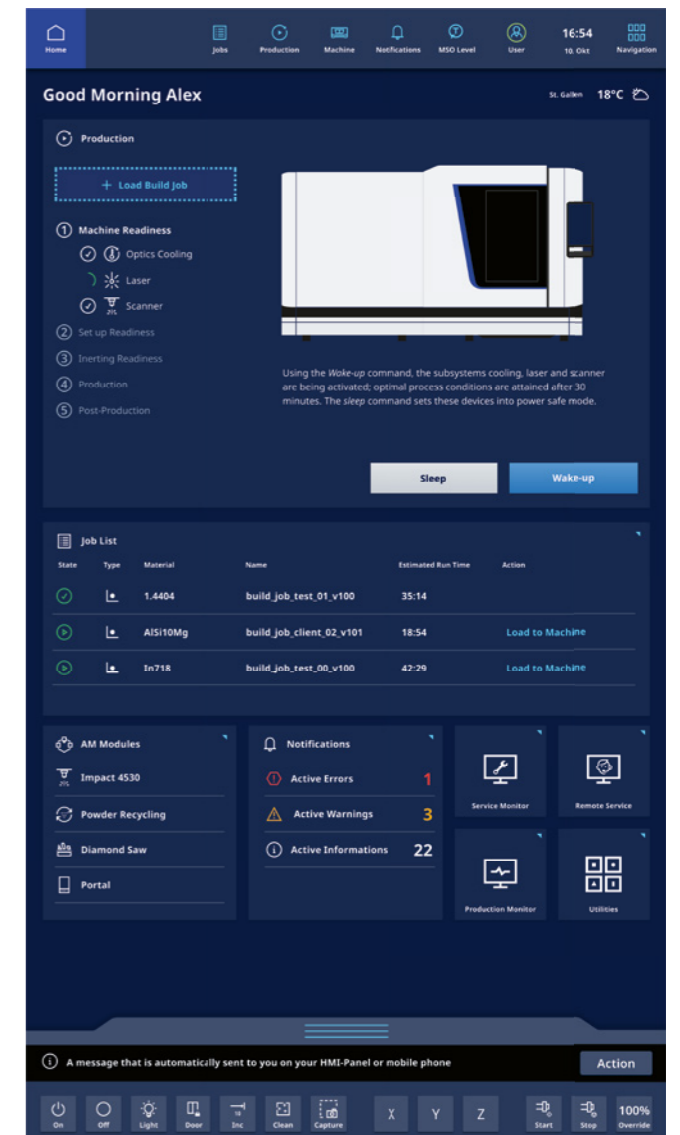 Home
Jobs
Production
Machine
Notifications
MSO Level
User
16:54
10. Okt
Navigation
Good Morning Alex
St. Gallen 18°C
Production
+ Load Build Job
1 Machine Readiness
Optics Cooling
Laser
Scanner
2 Set up Readiness
3 Inerting Readiness
4 Production
5 Post-Production
Using the Woke-up command, the subsystems cooling, laser and scanner
are being activated; optimal process conditions are attained after 30
minutes. The sleep command sets these devices into power safe mode.
Sleep
Wake-up
Job List
State Type Material Name Estimated Run Time Action
1.4404 build_job_test_01_v100 35:14
AlSi10Mg build_job_client_02_v101 18:54 Load to Machine
In718 build_job_test_00_v100 42:29 Load to Machine
AM Modules
Impact 4530
Powder Recycling
Diamond Saw
Portal
Notifications
Active Errors 1
Active Warnings 3
Active Informations 22
Service Monitor
Remote Service
Production Monitor
Utilities
A message that is automatically sent to you on your HMI-Panel or mobile phone
Action
On
Off
Light
Door
Inc
Clean
Capture
X
Y
Z
Start
Stop
100%
Override